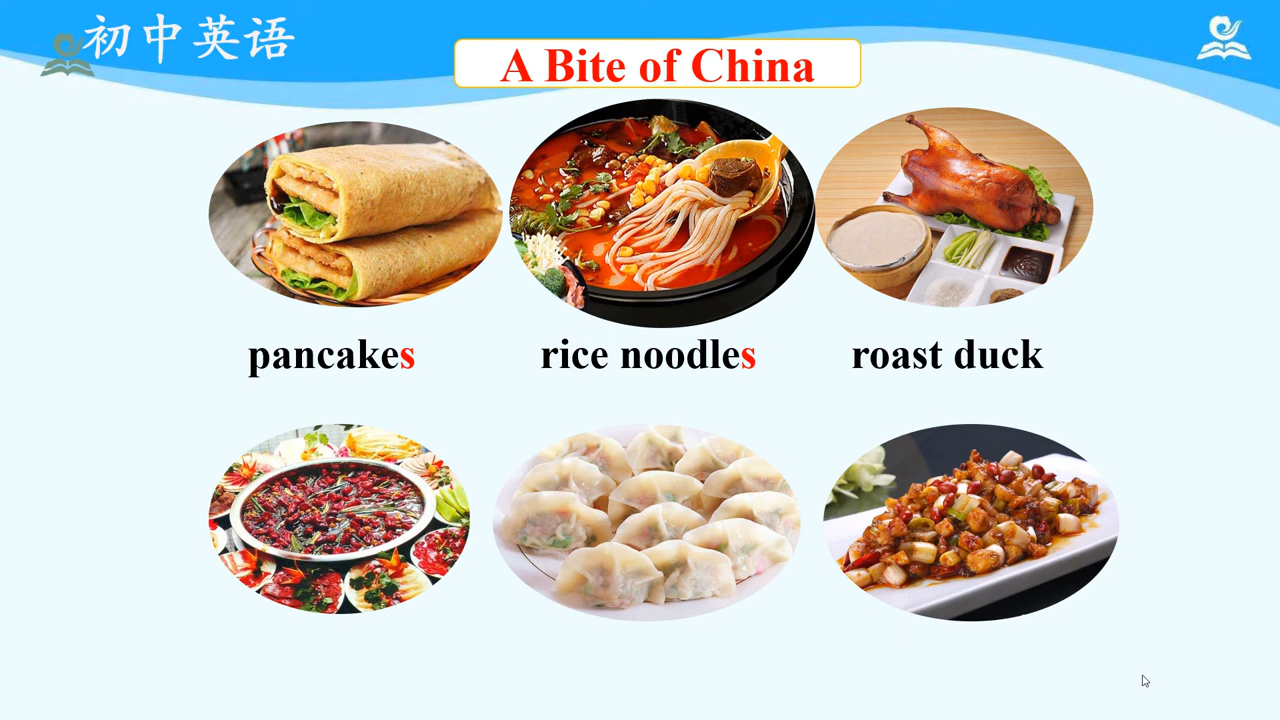 初中英语
A Bite of China
pancakes
rice noodles
roast duck